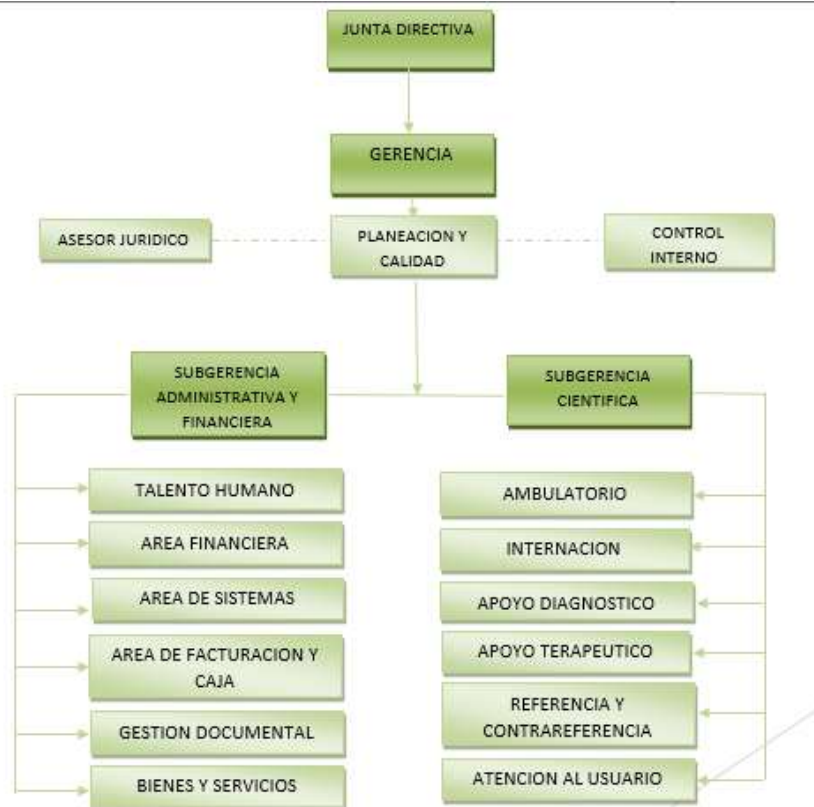 JUNTA DIRECTIVA
GERENCIA
ASESOR JURIDICO
PLANEACION Y
CALIDAD
CONTROL
INTERNO
SUBGERENCIA
ADMINISTRATIVA Y
FINANCIERA
SUBGERENCIA
CIENTIFICA
TALENTO HUMANO
AREA FINANCIERA
AREA DE SISTEMAS
AREA DE FACTURACION Y
CAJA
GESTION DOCUMENTAL
BIENES Y SERVICIOS
AMBULATORIO
INTERNACION
APOYO DIAGNOSTICO
APOYO TERAPEUTICO
REFERENCIA Y
CONTRAREFERENCIA
ATENCION AL USUARIO